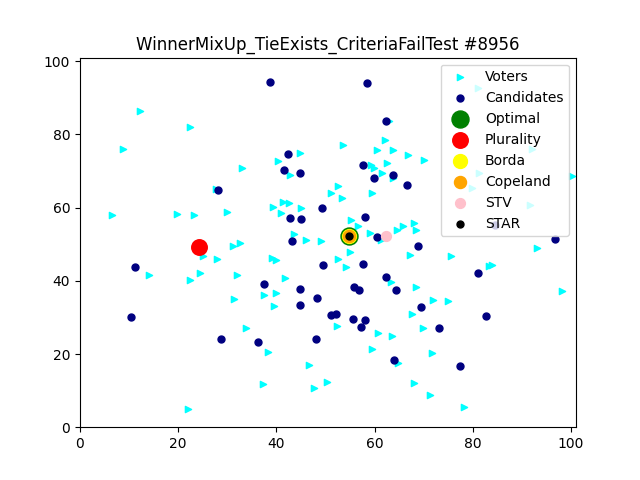 WinnerMixUp_TieExists_CriteriaFailTest #8956
100
80
60
40
20
0
0 20 40 60 80 100
Voters
Candidates
Optimal
Plurality
Borda
Copeland
STV
STAR